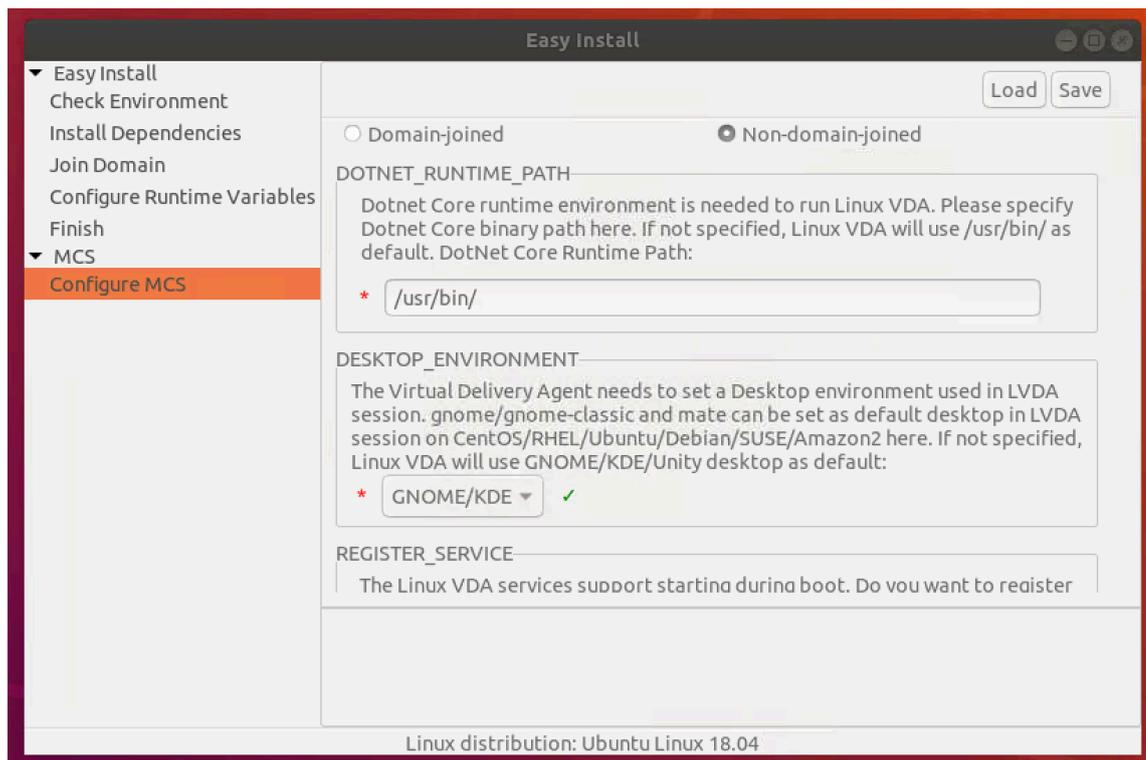 Easy Install
Easy Install
Check Environment
Install Dependencies
Join Domain
Configure Runtime Variables
Finish
MCS
Configure MCS
Load Save
Domain-joined Non-domain-joined
DOTNET_RUNTIME_PATH
Dotnet Core runtime environment is needed to run Linux VDA. Please specify
Dotnet Core binary path here. If not specified, Linux VDA will use /usr/bin/ as
default. DotNet Core Runtime Path:
* /usr/bin/
DESKTOP_ENVIRONMENT
The Virtual Delivery Agent needs to set a Desktop environment used in LVDA
session. gnome/gnome-classic and mate can be set as default desktop in LVDA
session on CentOS/RHEL/Ubuntu/Debian/SUSE/Amazon2 here. If not specified,
Linux VDA will use GNOME/KDE/Unity desktop as default:
* GNOME/KDE ✓
REGISTER_SERVICE
The Linux VDA services support starting during boot. Do you want to register
Linux distribution: Ubuntu Linux 18.04